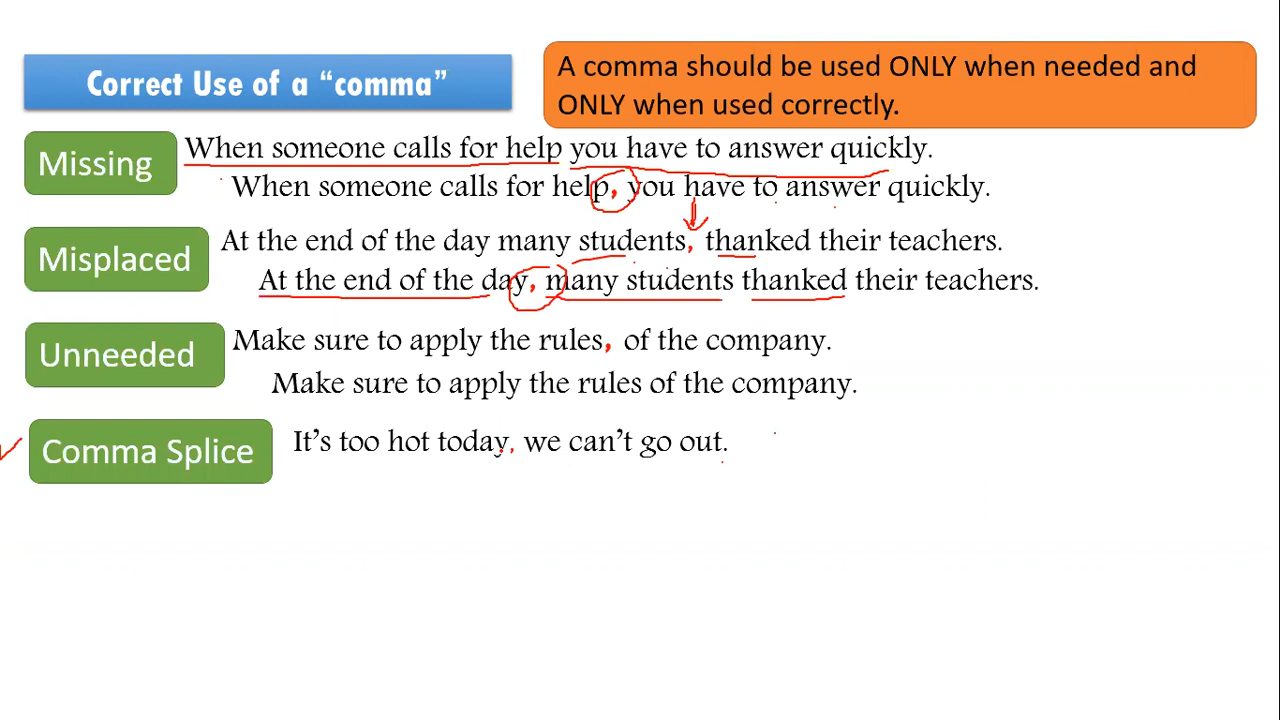 Correct Use of a “comma”
A comma should be used ONLY when needed and
ONLY when used correctly.
Missing
When someone calls for help you have to answer quickly.
When someone calls for help, you have to answer quickly.
Misplaced
At the end of the day many students, thanked their teachers.
At the end of the day, many students thanked their teachers.
Unneeded
Make sure to apply the rules, of the company.
Make sure to apply the rules of the company.
Comma Splice
It’s too hot today, we can’t go out.